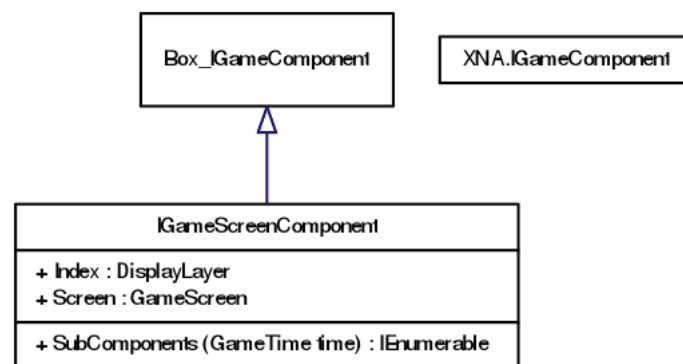 Box_IGameComponent
XNA.IGameComponent
IGameScreenComponent
+ Index : DisplayLayer
+ Screen : GameScreen
+ SubComponents (GameTime time) : IEnumerable